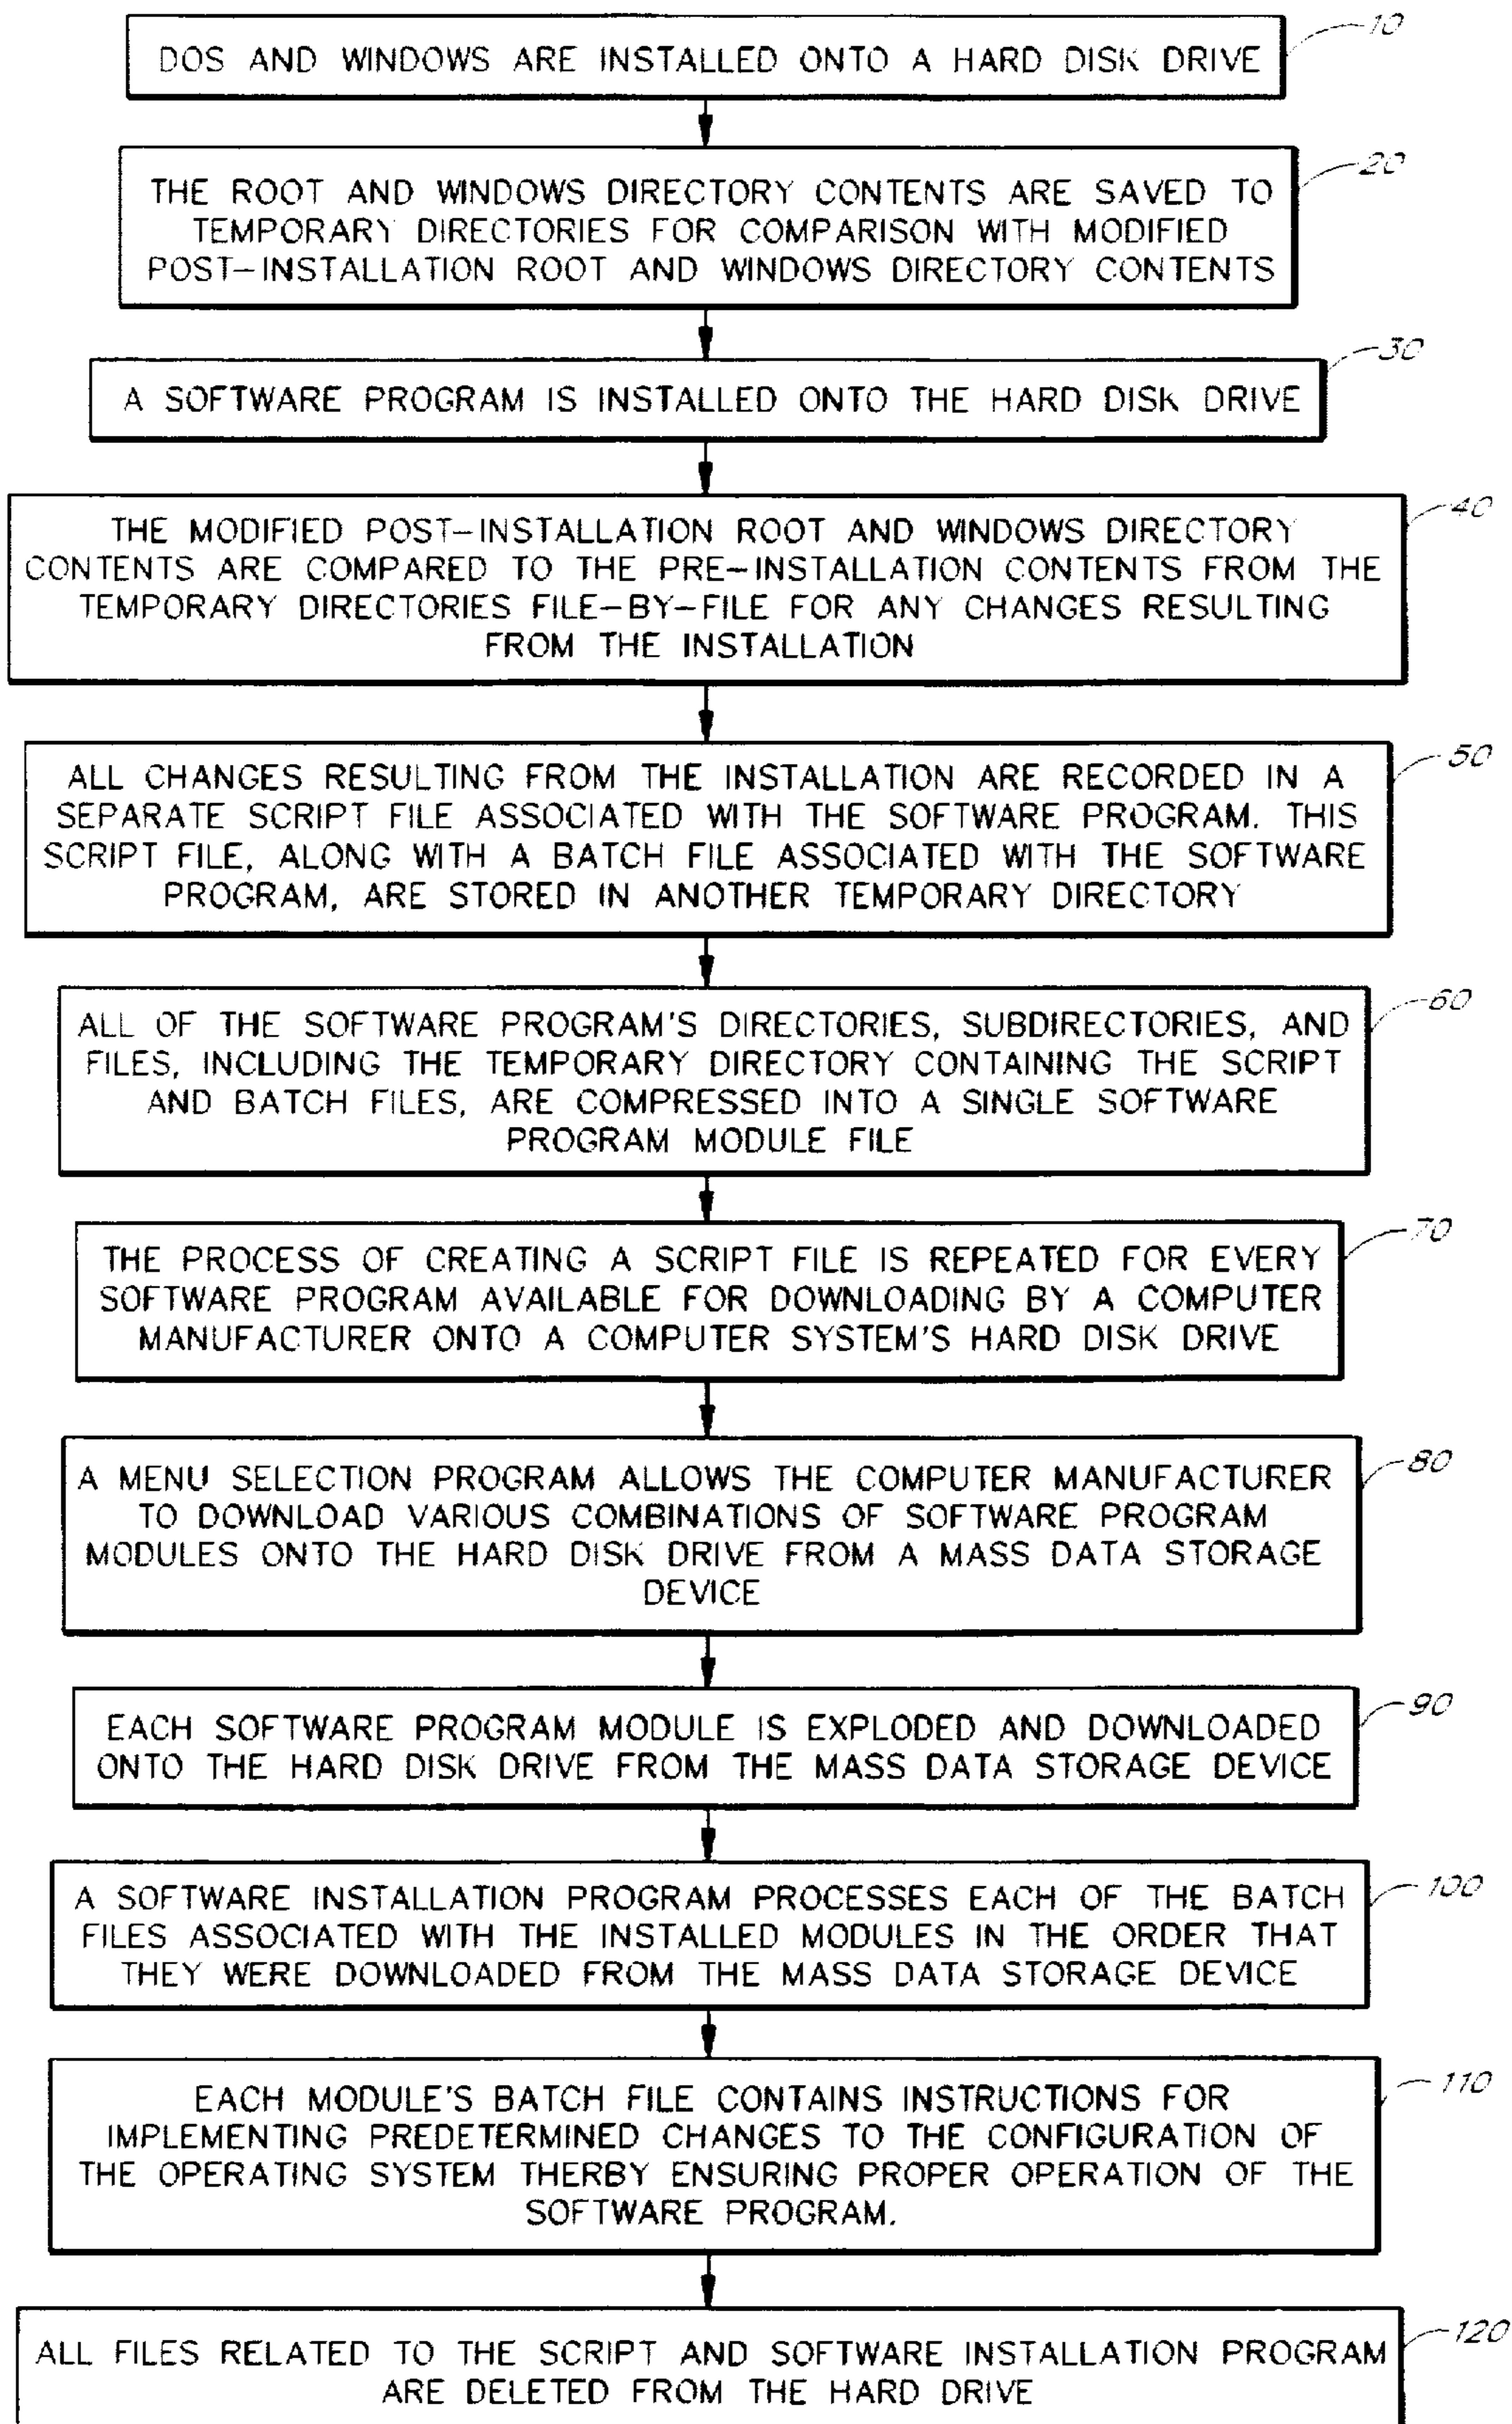 10
DOS AND WINDOWS ARE INSTALLED ONTO A HARD DISK DRIVE
20
THE ROOT AND WINDOWS DIRECTORY CONTENTS ARE SAVED TO
TEMPORARY DIRECTORIES FOR COMPARISON WITH MODIFIED
POST-INSTALLATION ROOT AND WINDOWS DIRECTORY CONTENTS
30
A SOFTWARE PROGRAM IS INSTALLED ONTO THE HARD DISK DRIVE
40
THE MODIFIED POST-INSTALLATION ROOT AND WINDOWS DIRECTORY
CONTENTS ARE COMPARED TO THE PRE-INSTALLATION CONTENTS FROM THE
TEMPORARY DIRECTORIES FILE-BY-FILE FOR ANY CHANGES RESULTING
FROM THE INSTALLATION
50
ALL CHANGES RESULTING FROM THE INSTALLATION ARE RECORDED IN A
SEPARATE SCRIPT FILE ASSOCIATED WITH THE SOFTWARE PROGRAM. THIS
SCRIPT FILE, ALONG WITH A BATCH FILE ASSOCIATED WITH THE SOFTWARE
PROGRAM, ARE STORED IN ANOTHER TEMPORARY DIRECTORY
60
ALL OF THE SOFTWARE PROGRAM'S DIRECTORIES, SUBDIRECTORIES, AND
FILES, INCLUDING THE TEMPORARY DIRECTORY CONTAINING THE SCRIPT
AND BATCH FILES, ARE COMPRESSED INTO A SINGLE SOFTWARE
PROGRAM MODULE FILE
70
THE PROCESS OF CREATING A SCRIPT FILE IS REPEATED FOR EVERY
SOFTWARE PROGRAM AVAILABLE FOR DOWNLOADING BY A COMPUTER
MANUFACTURER ONTO A COMPUTER SYSTEM'S HARD DISK DRIVE
80
A MENU SELECTION PROGRAM ALLOWS THE COMPUTER MANUFACTURER
TO DOWNLOAD VARIOUS COMBINATIONS OF SOFTWARE PROGRAM
MODULES ONTO THE HARD DISK DRIVE FROM A MASS DATA STORAGE
DEVICE
90
EACH SOFTWARE PROGRAM MODULE IS EXPLODED AND DOWNLOADED
ONTO THE HARD DISK DRIVE FROM THE MASS DATA STORAGE DEVICE
100
A SOFTWARE INSTALLATION PROGRAM PROCESSES EACH OF THE BATCH
FILES ASSOCIATED WITH THE INSTALLED MODULES IN THE ORDER THAT
THEY WERE DOWNLOADED FROM THE MASS DATA STORAGE DEVICE
110
EACH MODULE'S BATCH FILE CONTAINS INSTRUCTIONS FOR
IMPLEMENTING PREDETERMINED CHANGES TO THE CONFIGURATION OF
THE OPERATING SYSTEM THERBY ENSURING PROPER OPERATION OF THE
SOFTWARE PROGRAM.
120
ALL FILES RELATED TO THE SCRIPT AND SOFTWARE INSTALLATION PROGRAM
ARE DELETED FROM THE HARD DRIVE